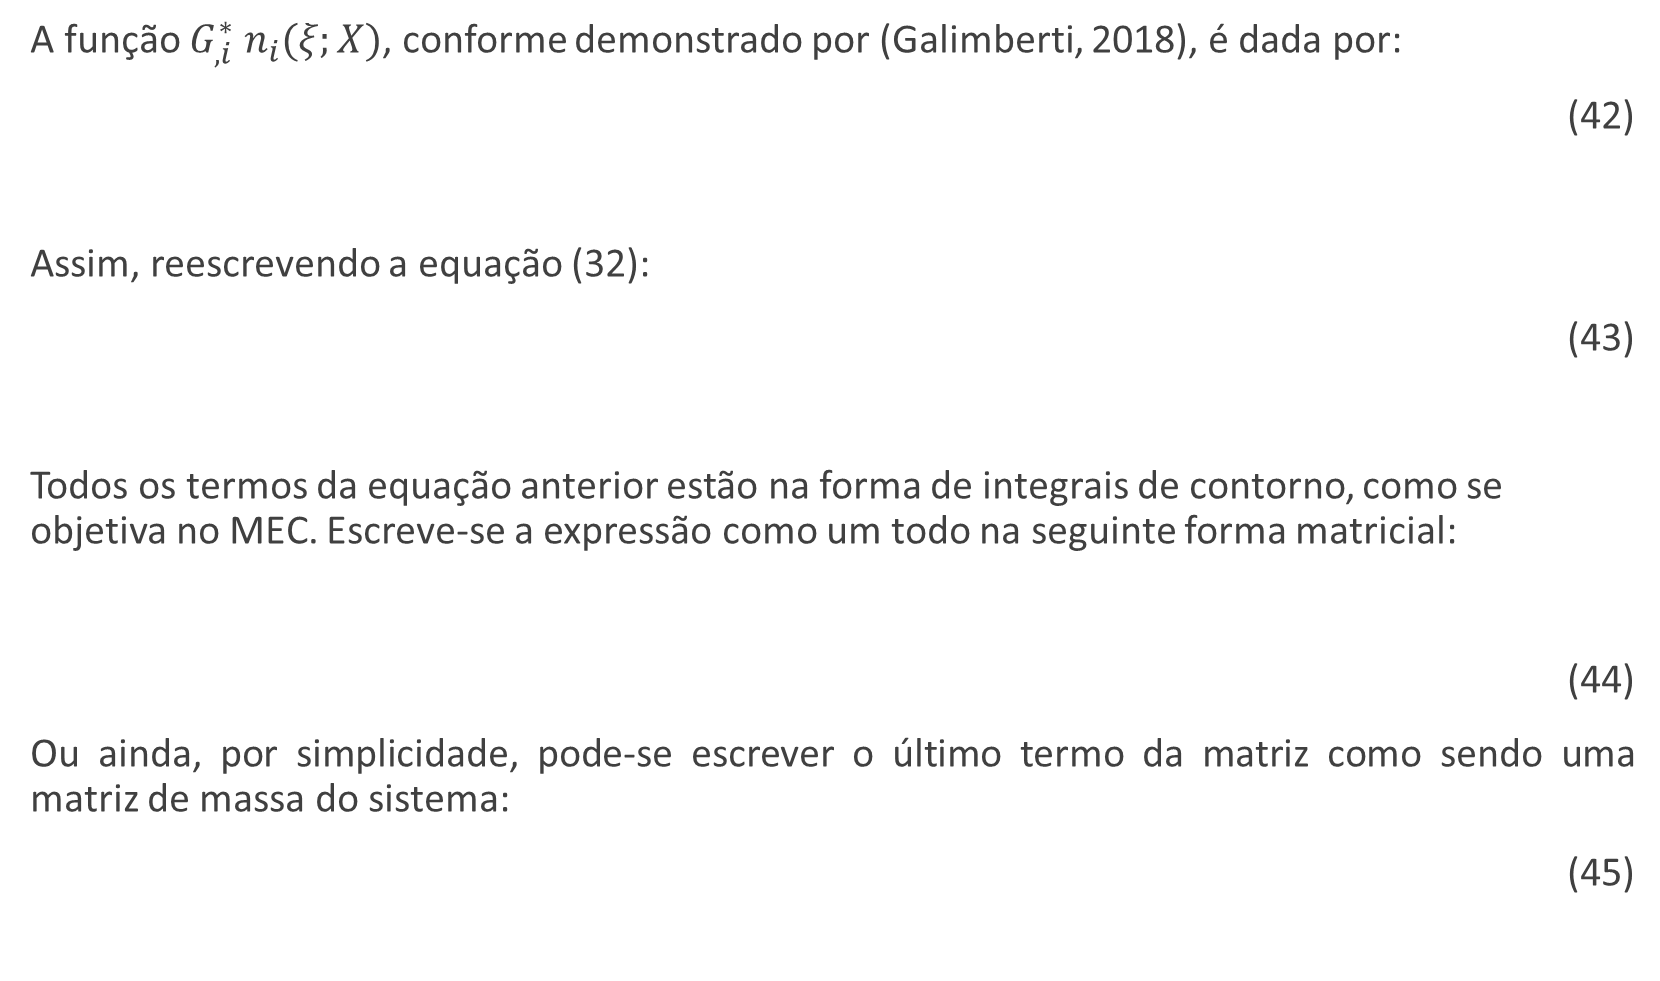 A função G*,i ni(ξ; X), conforme demonstrado por (Galimberti, 2018), é dada por:
(42)
Assim, reescrevendo a equação (32):
(43)
Todos os termos da equação anterior estão na forma de integrais de contorno, como se
objetiva no MEC. Escreve-se a expressão como um todo na seguinte forma matricial:
(44)
Ou ainda, por simplicidade, pode-se escrever o último termo da matriz como sendo uma
matriz de massa do sistema:
(45)